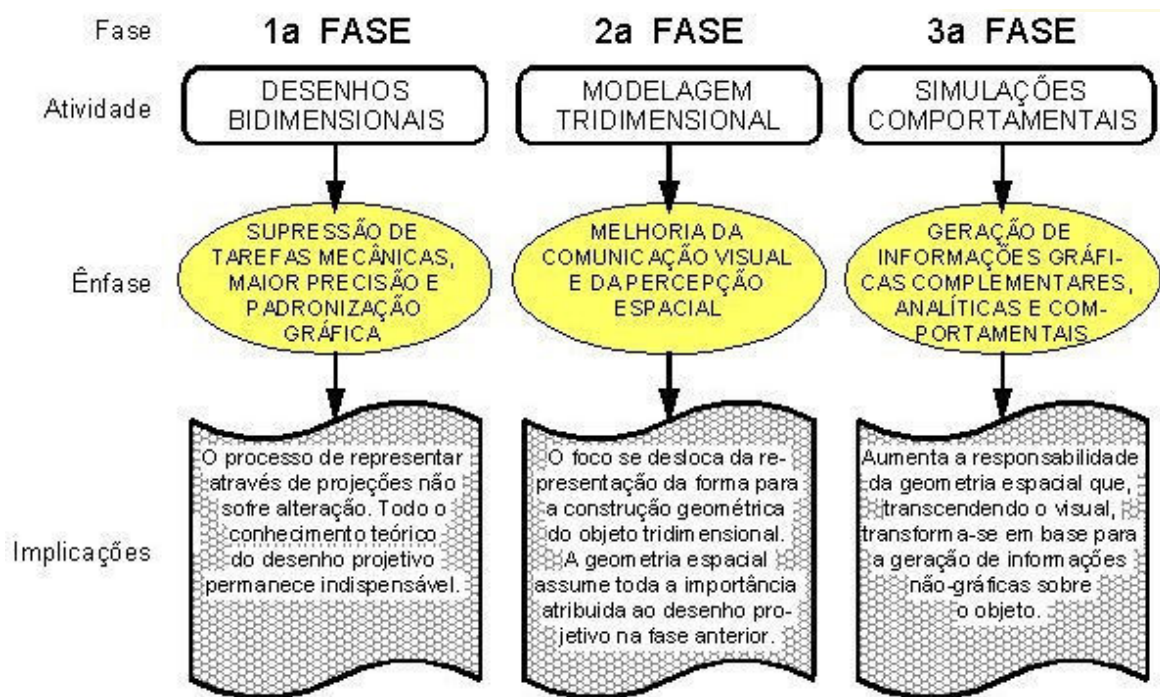 Fase
1a FASE
2a FASE
3a FASE
Atividade
DESENHOS
BIDIMENSIONAIS
MODELAGEM
TRIDIMENSIONAL
SIMULAÇÕES
COMPORTAMENTAIS
Ênfase
SUPRESSÃO DE
TAREFAS MECÂNICAS,
MAIOR PRECISÃO E
PADRONIZAÇÃO
GRÁFICA
MELHORIA DA
COMUNICAÇÃO VISUAL
E DA PERCEPÇÃO
ESPACIAL
GERAÇÃO DE
INFORMAÇÕES GRÁFI-
CAS COMPLEMENTARES,
ANALÍTICAS E COM-
PORTAMENTAIS
Implicações
O processo de representar
através de projeções não
sofre alteração. Todo o
conhecimento teórico
do desenho projetivo
permanece indispensável.
O foco se desloca da re-
presentação da forma para
a construção geométrica
do objeto tridimensional.
A geometria espacial
assume toda a importância
atribuida ao desenho pro-
jetivo na fase anterior.
Aumenta a responsabilidade
da geometria espacial que,
transcendendo o visual,
transforma-se em base para
a geração de informações
não-gráficas sobre
o objeto.